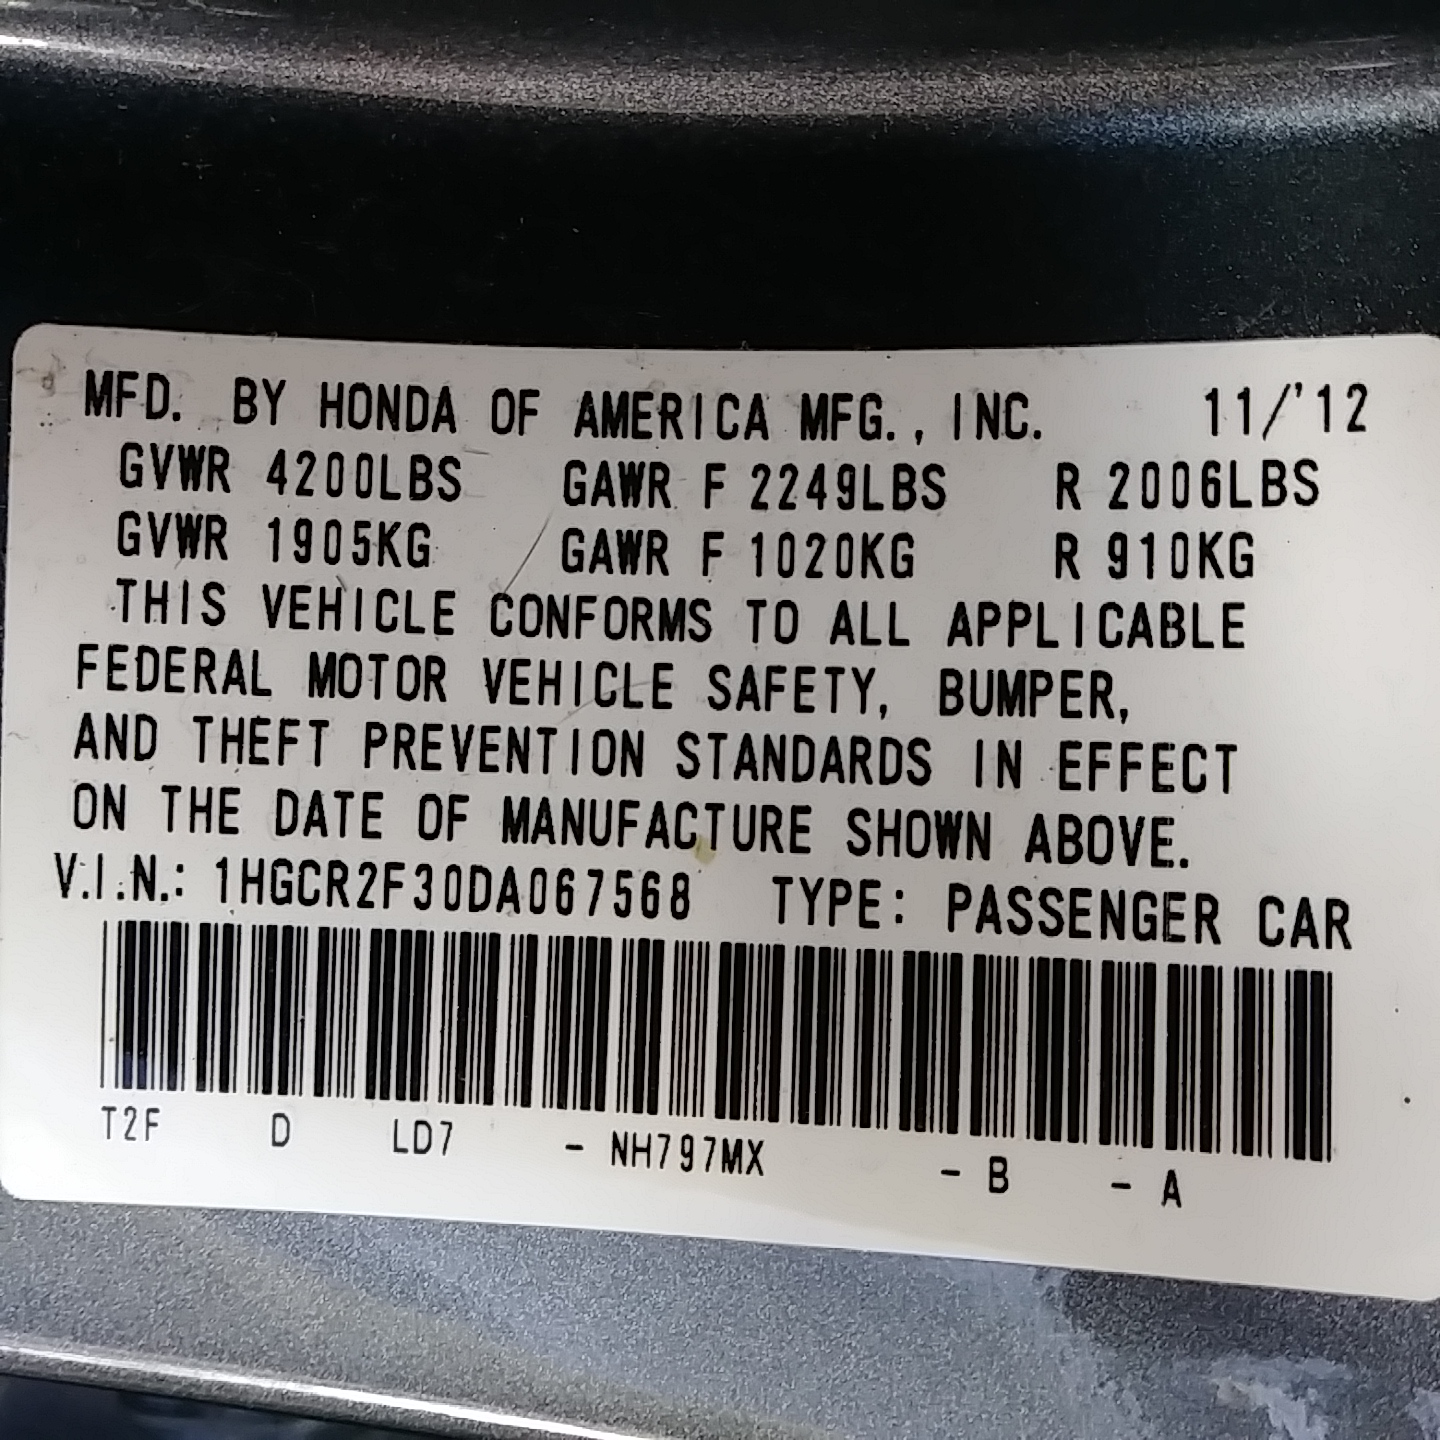 MFD. BY HONDA OF AMERICA MFG., INC. 11/'12
GVWR 4200LBS GAWR F 2249LBS R 2006LBS
GVWR 1905KG GAWR F 1020KG R 910KG
THIS VEHICLE CONFORMS TO ALL APPLICABLE
FEDERAL MOTOR VEHICLE SAFETY, BUMPER,
AND THEFT PREVENTION STANDARDS IN EFFECT
ON THE DATE OF MANUFACTURE SHOWN ABOVE.
V.I.N.: 1HGCR2F30DA067568 TYPE: PASSENGER CAR
T2F D LD7 - NH797MX - B - A